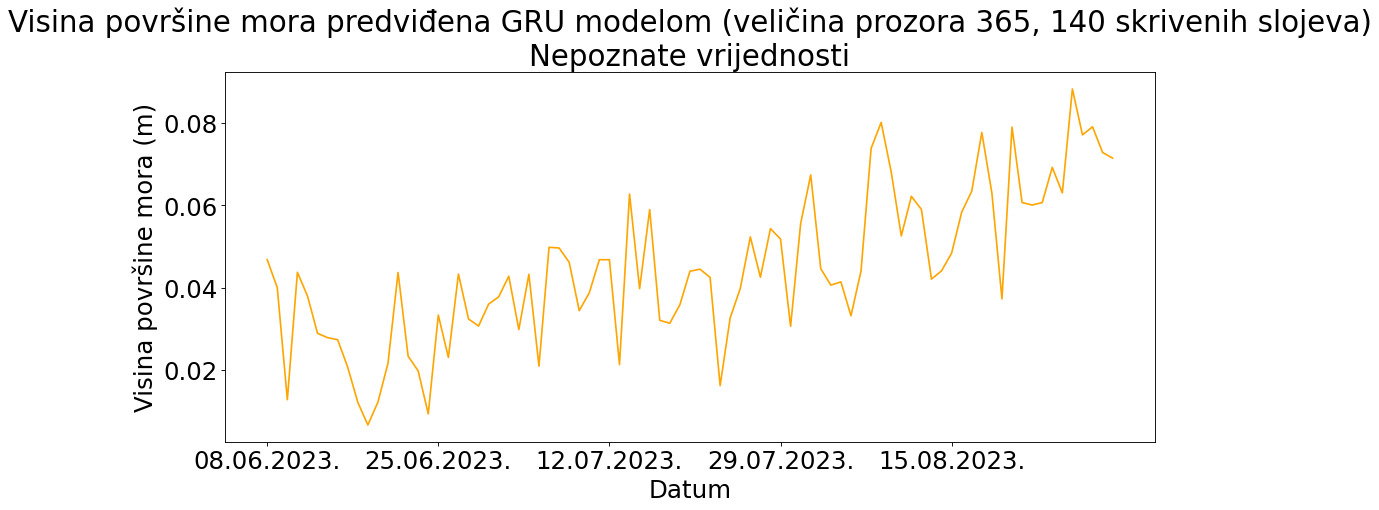 Visina površine mora predviđena GRU modelom (veličina prozora 365, 140 skrivenih slojeva)
Nepoznate vrijednosti
Visina površine mora (m)
0.08
0.06
0.04
0.02
08.06.2023. 25.06.2023. 12.07.2023. 29.07.2023. 15.08.2023.
Datum